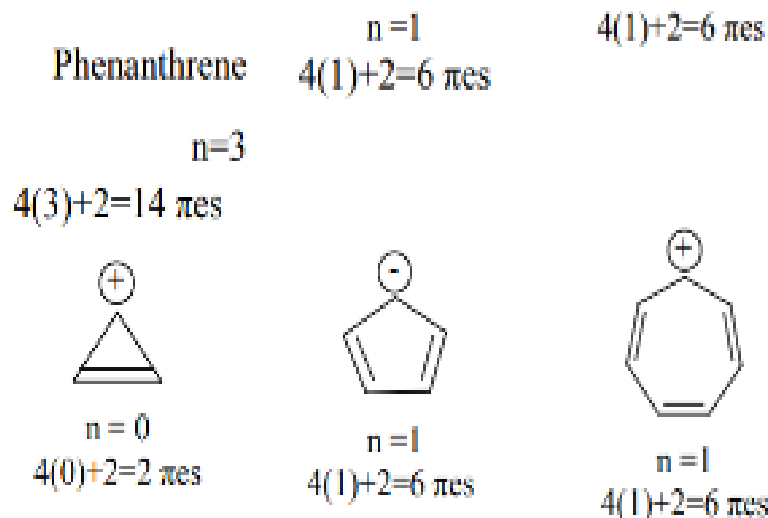 n =1
4(1)+2=6 πes
Phenanthrene
4(1)+2=6 πes
n=3
4(3)+2=14 πes
+
-
+
n = 0
4(0)+2=2 πes
n=1
4(1)+2=6 πes
n =1
4(1)+2=6 πes